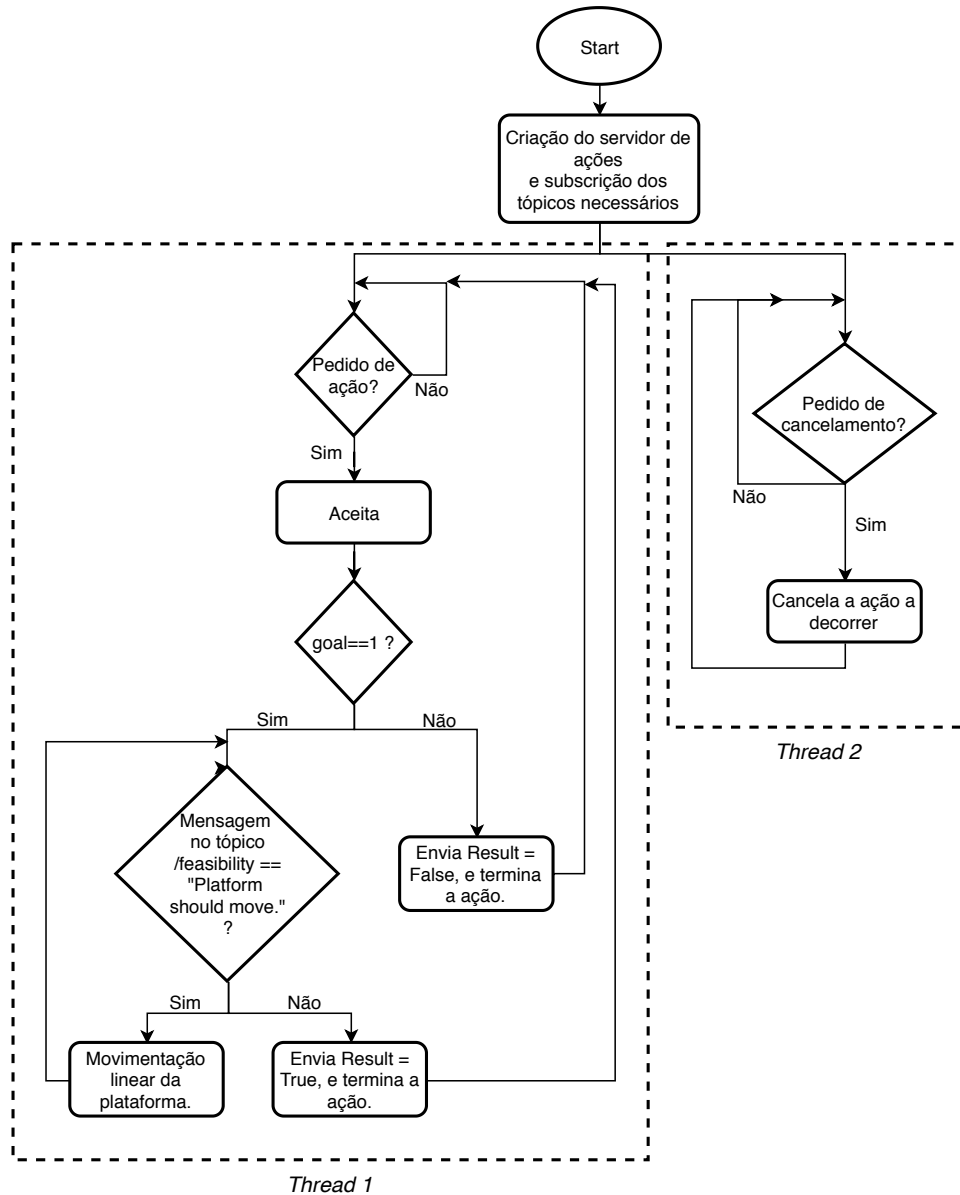 Start
Criação do servidor de
ações
e subscrição dos
tópicos necessários
Pedido de
ação?
Não
Sim
Aceita
goal==1 ?
Sim
Não
Mensagem
no tópico
/feasibility ==
"Platform
should move."
?
Envia Result =
False, e termina
a ação.
Sim
Não
Movimentação
linear da
plataforma.
Envia Result =
True, e termina a
ação.
Thread 1
Pedido de
cancelamento?
Não
Sim
Cancela a ação a
decorrer
Thread 2